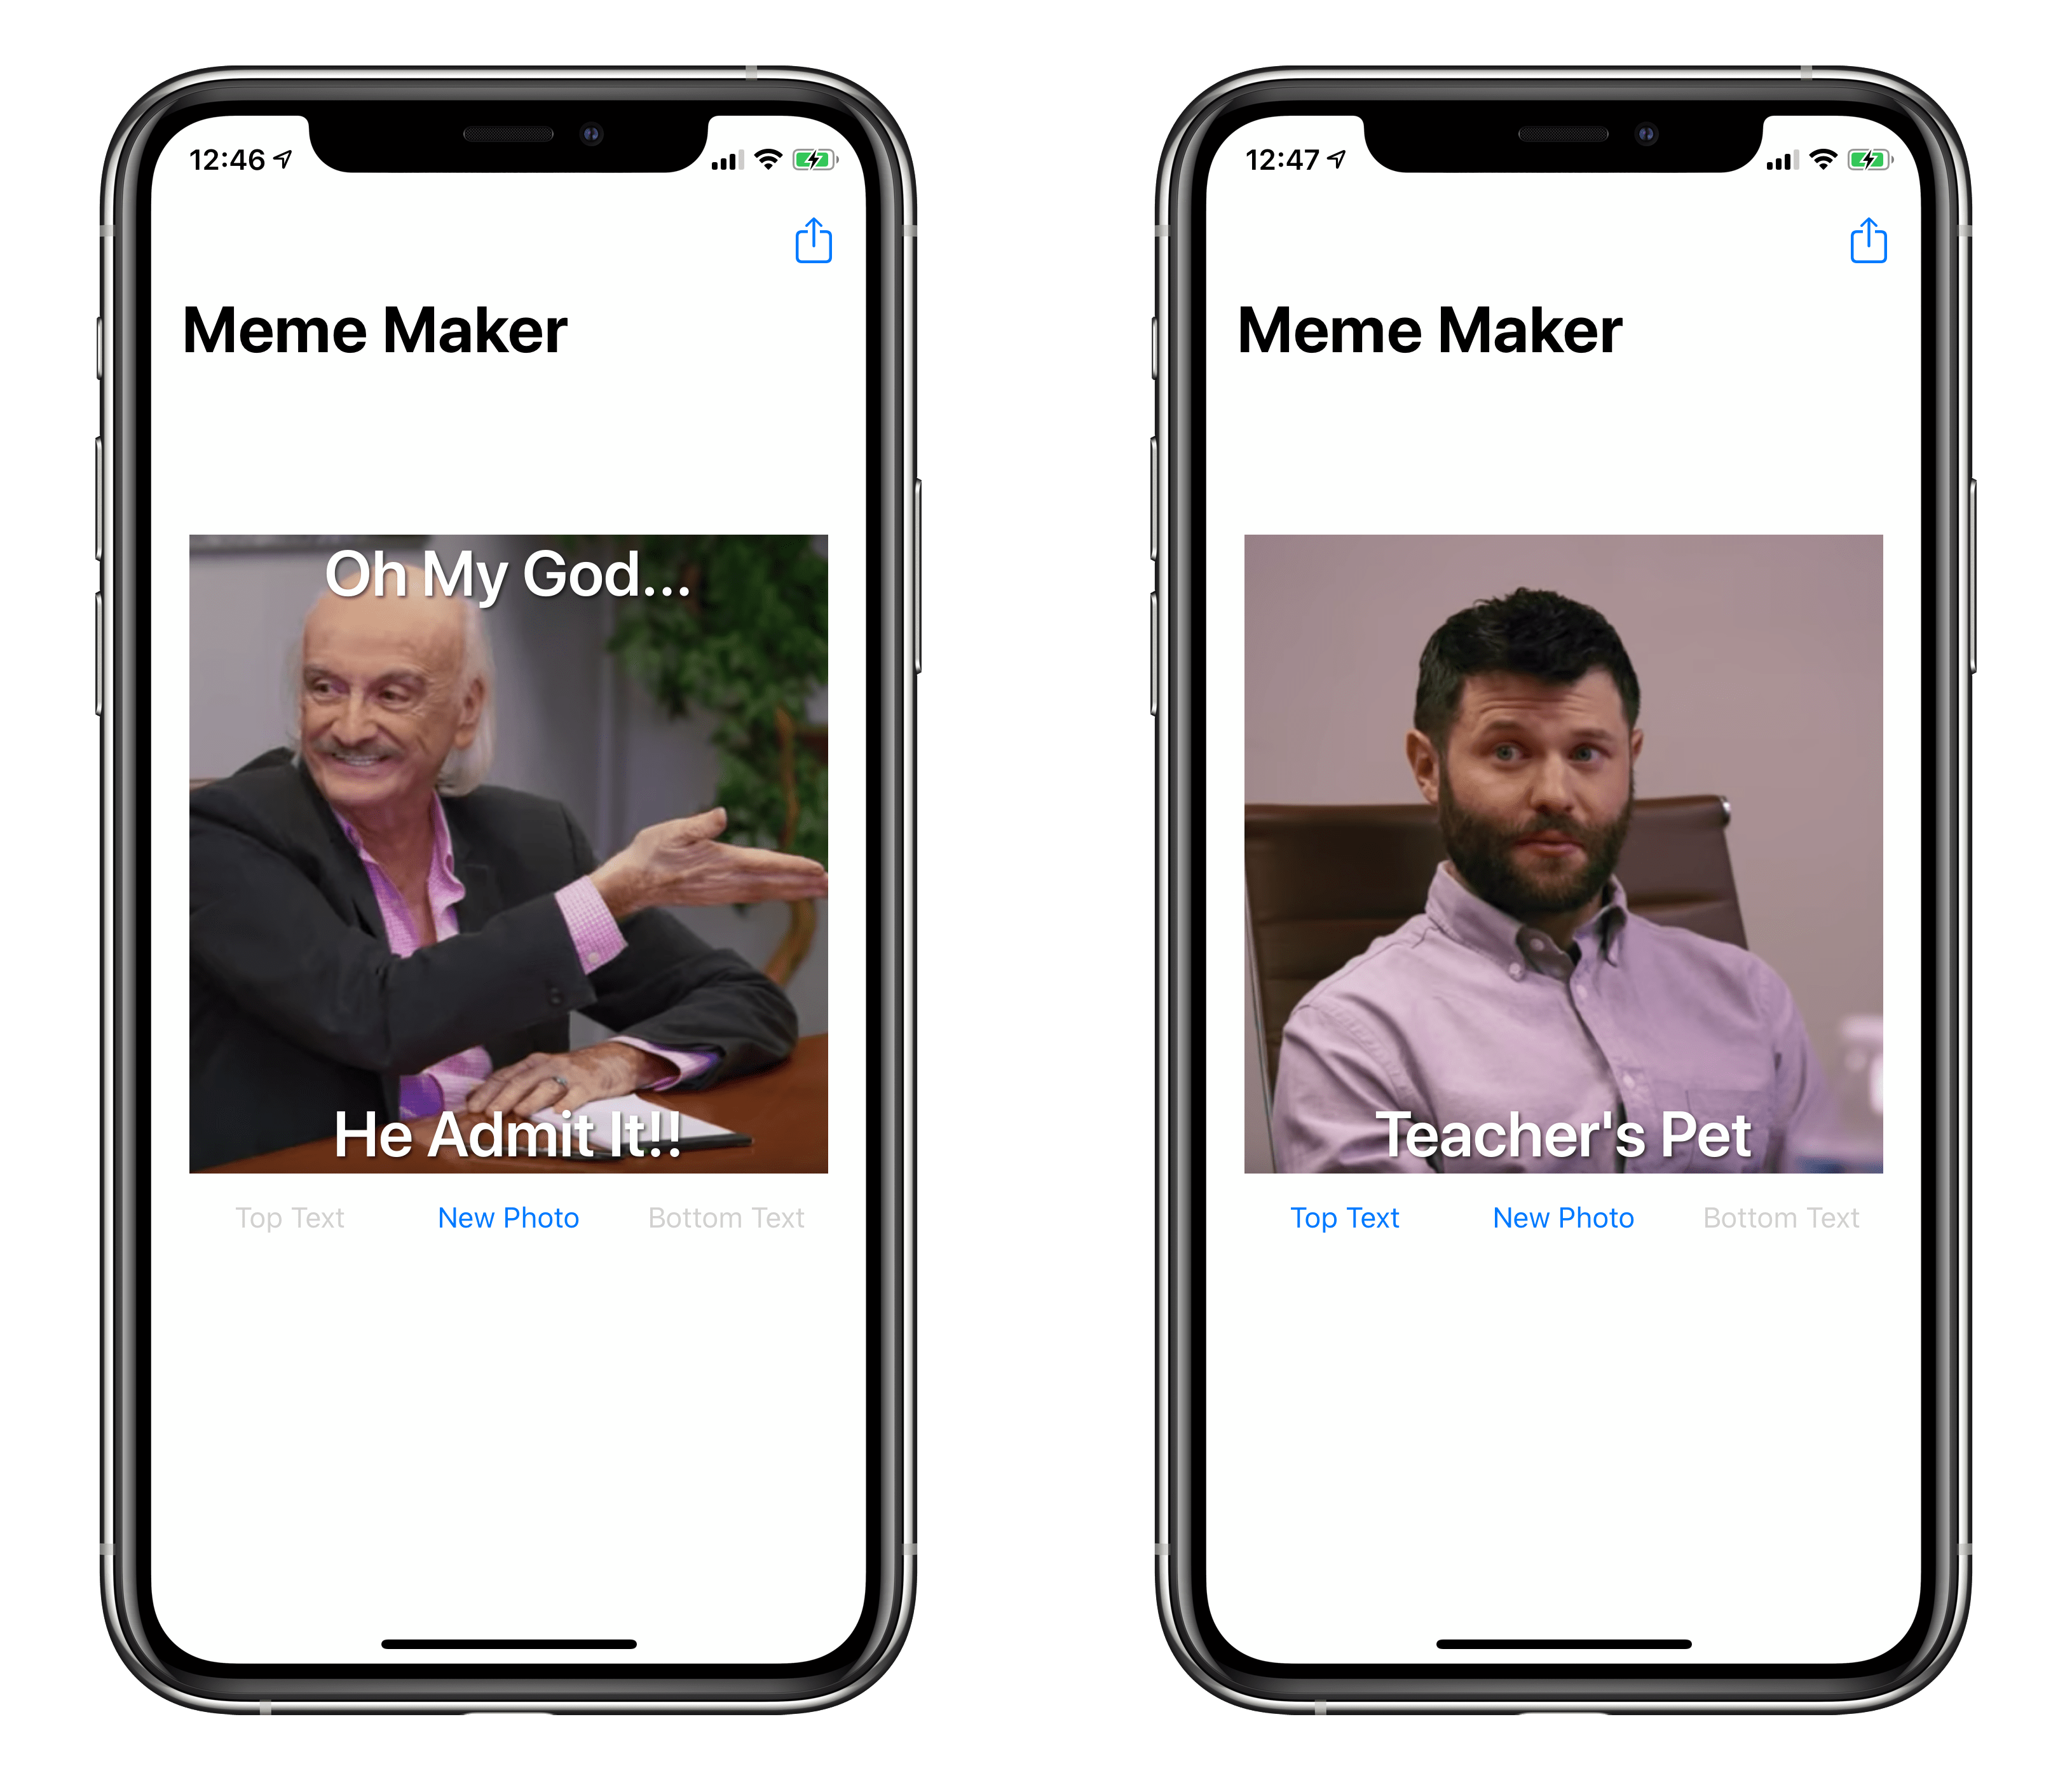 12:46
Meme Maker
Oh My God...
He Admit It!!
Top Text New Photo Bottom Text
12:47
Meme Maker
Teacher's Pet
Top Text New Photo Bottom Text